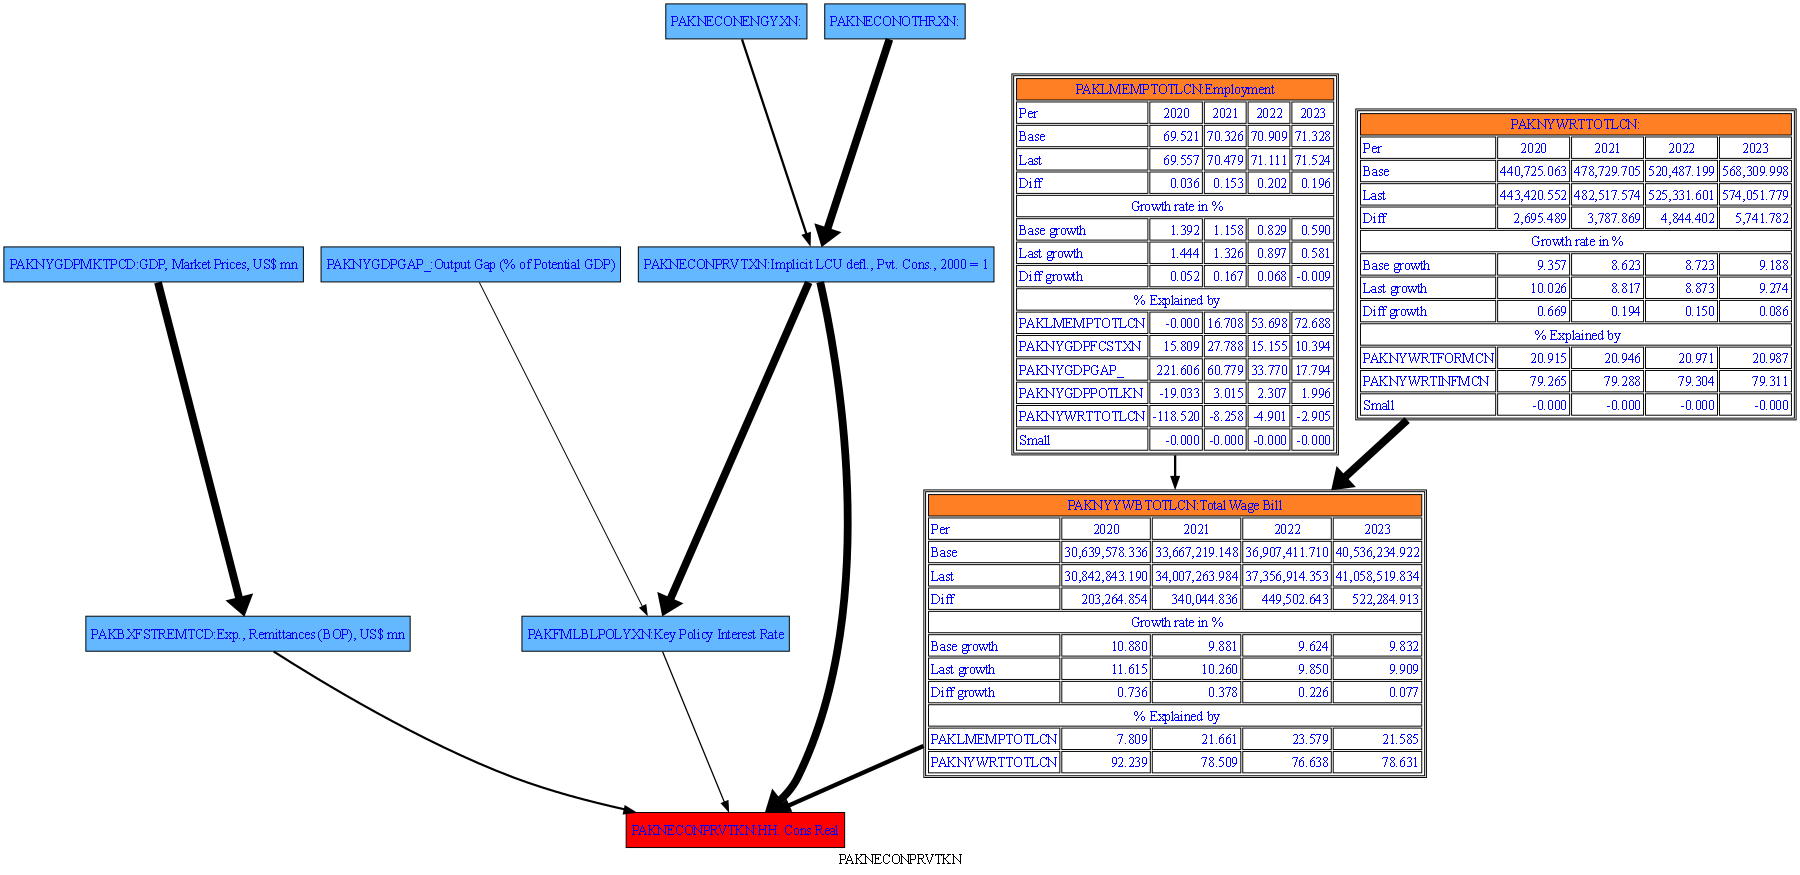 PAKNECONENGYXN:
PAKNECONOTHRXN:
PAKLMEMPTOTLCN:Employment
Per 2020 2021 2022 2023
Base 69.521 70.326 70.909 71.328
Last 69.557 70.479 71.111 71.524
Diff 0.036 0.153 0.202 0.196
Growth rate in %
Base growth 1.392 1.158 0.829 0.590
Last growth 1.444 1.326 0.897 0.581
Diff growth 0.052 0.167 0.068 -0.009
% Explained by
PAKLMEMPTOTLCN -0.000 16.708 53.698 72.688
PAKNYGDPFCSTXN 15.809 27.788 15.155 10.394
PAKNYGDPGAP_ 221.606 60.779 33.770 17.794
PAKNYGDPPOTLKN -19.033 3.015 2.307 1.996
PAKNYWRTTOTLCN -118.520 -8.258 -4.901 -2.905
Small -0.000 -0.000 -0.000 -0.000
PAKNYWRTTOTLCN:
Per 2020 2021 2022 2023
Base 440,725.063 478,729.705 520,487.199 568,309.998
Last 443,420.552 482,517.574 525,331.601 574,051.779
Diff 2,695.489 3,787.869 4,844.402 5,741.782
Growth rate in %
Base growth 9.357 8.623 8.723 9.188
Last growth 10.026 8.817 8.873 9.274
Diff growth 0.669 0.194 0.150 0.086
% Explained by
PAKNYWRTFORMCN 20.915 20.946 20.971 20.987
PAKNYWRTINFMCN 79.265 79.288 79.304 79.311
Small -0.000 -0.000 -0.000 -0.000
PAKNYGDPMKTPCD:GDP, Market Prices, US$ mn
PAKNYGDPGAP_:Output Gap (% of Potential GDP)
PAKNECONPRVTXN:Implicit LCU defl., Pvt. Cons., 2000 = 1
PAKNYYWBTOTLCN:Total Wage Bill
Per 2020 2021 2022 2023
Base 30,639,578.336 33,667,219.148 36,907,411.710 40,536,234.922
Last 30,842,843.190 34,007,263.984 37,356,914.353 41,058,519.834
Diff 203,264.854 340,044.836 449,502.643 522,284.913
Growth rate in %
Base growth 10.880 9.881 9.624 9.832
Last growth 11.615 10.260 9.850 9.909
Diff growth 0.736 0.378 0.226 0.077
% Explained by
PAKLMEMPTOTLCN 7.809 21.661 23.579 21.585
PAKNYWRTTOTLCN 92.239 78.509 76.638 78.631
PAKBXFSTREMTCD:Exp., Remittances (BOP), US$ mn
PAKFMLBLPOLYXN:Key Policy Interest Rate
PAKNECONPRVTKN:HH. Cons Real
PAKNECONPRVTKN